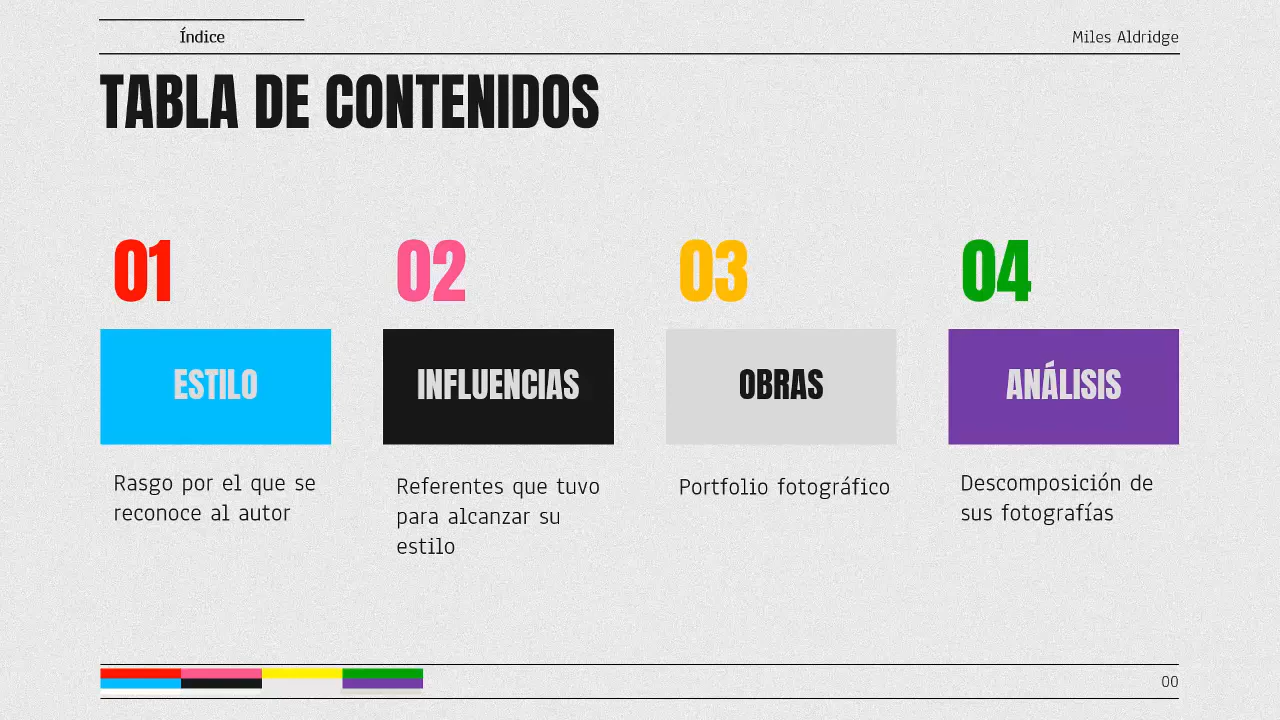 Índice
Miles Aldridge
TABLA DE CONTENIDOS
01
02
03
04
ESTILO
INFLUENCIAS
OBRAS
ANÁLISIS
Rasgo por el que se
reconoce al autor
Referentes que tuvo
para alcanzar su
estilo
Portfolio fotográfico
Descomposición de
sus fotografías
00